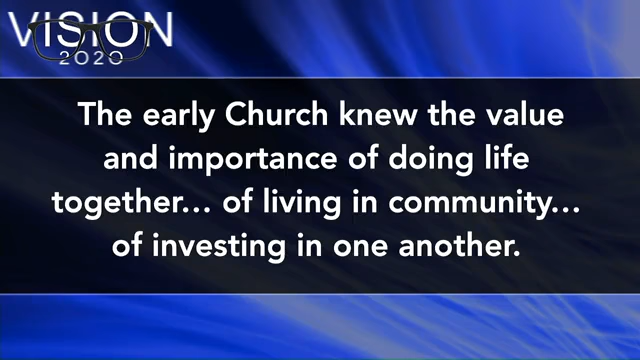 VISION
2020
The early Church knew the value
and importance of doing life
together... of living in community...
of investing in one another.